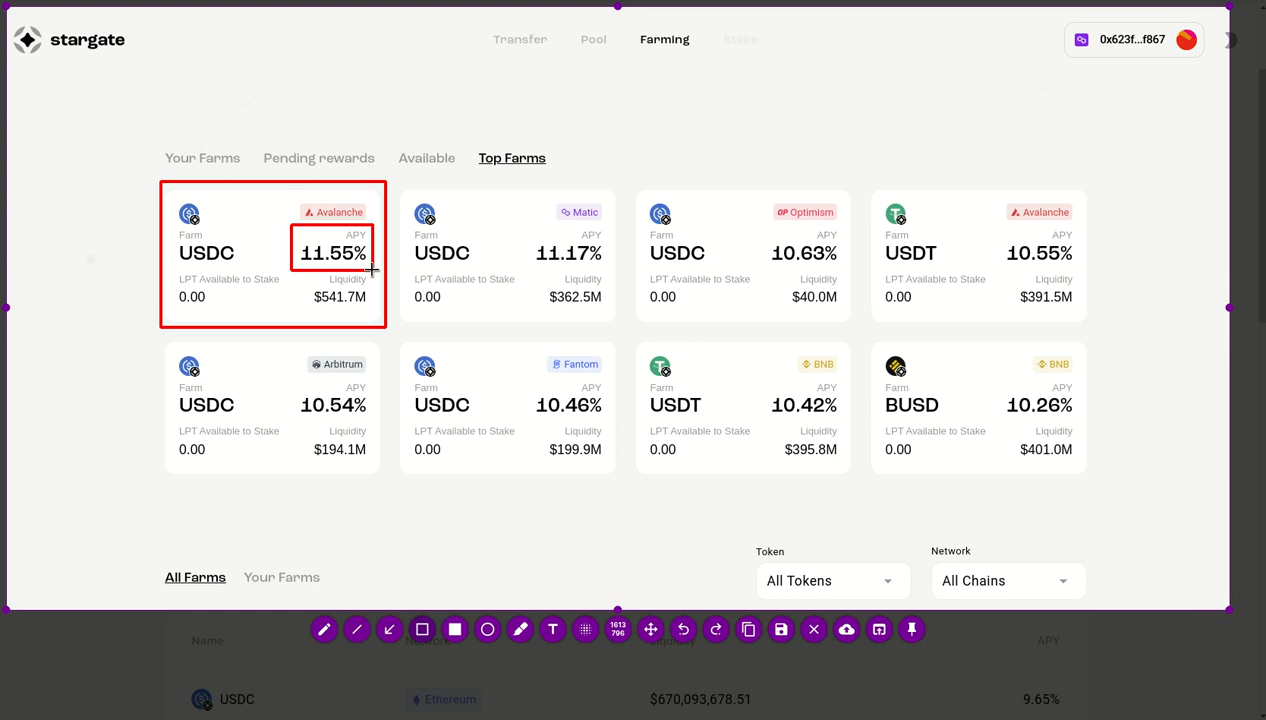 stargate
Transfer Pool Farming Stake
0x623f...f867
Your Farms Pending rewards Available Top Farms
Avalanche
Farm APY
USDC 11.55%
LPT Available to Stake Liquidity
0.00 $541.7M
Matic
Farm APY
USDC 11.17%
LPT Available to Stake Liquidity
0.00 $362.5M
OP Optimism
Farm APY
USDC 10.63%
LPT Available to Stake Liquidity
0.00 $40.0M
Avalanche
Farm APY
USDT 10.55%
LPT Available to Stake Liquidity
0.00 $391.5M
Arbitrum
Farm APY
USDC 10.54%
LPT Available to Stake Liquidity
0.00 $194.1M
Fantom
Farm APY
USDC 10.46%
LPT Available to Stake Liquidity
0.00 $199.9M
BNB
Farm APY
USDT 10.42%
LPT Available to Stake Liquidity
0.00 $395.8M
BNB
Farm APY
BUSD 10.26%
LPT Available to Stake Liquidity
0.00 $401.0M
All Farms Your Farms
Token
All Tokens
Network
All Chains
T
1613
796
Name Network Liquidity APY
USDC Ethereum $670,093,678.51 9.65%